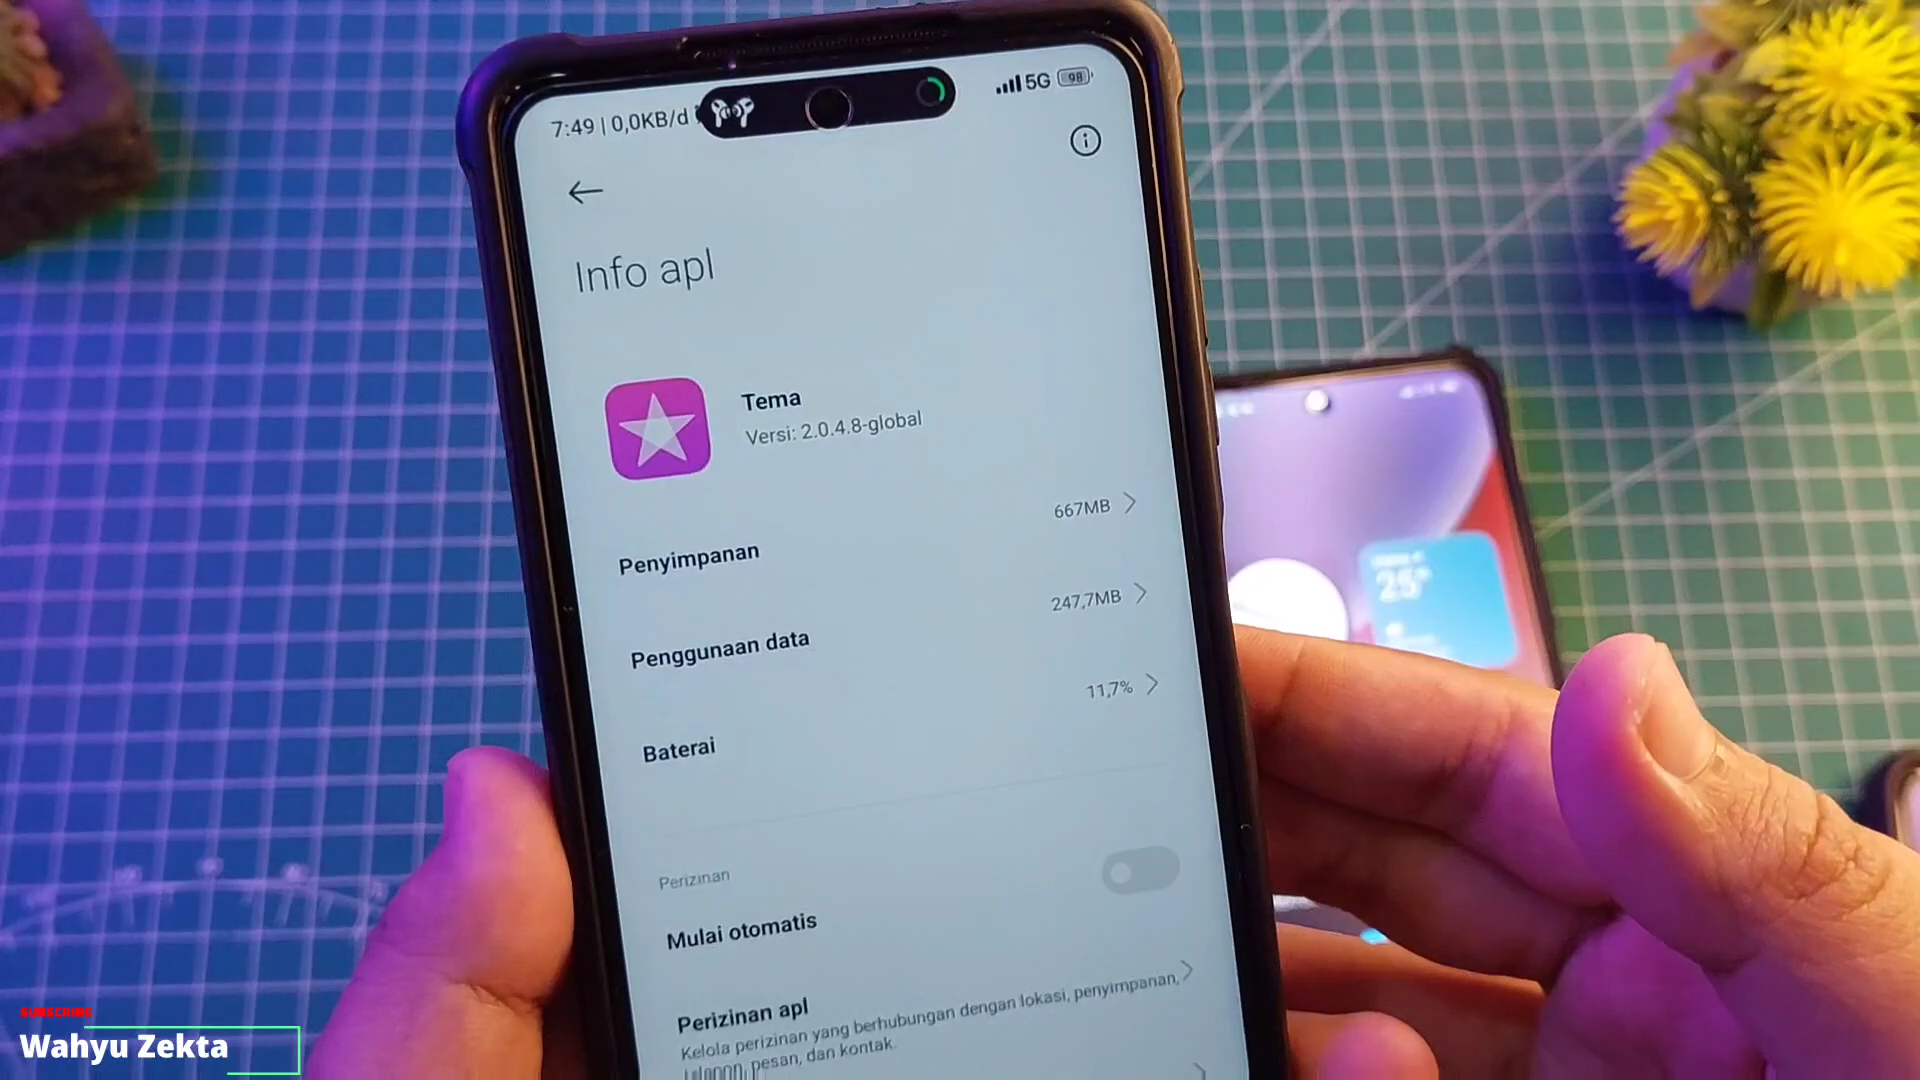 7:49 | 0,0KB/d
5G 98
Info apl
Tema
Versi: 2.0.4.8-global
667MB
Penyimpanan
247,7MB
Penggunaan data
11,7%
Baterai
Perizinan
Mulai otomatis
Perizinan apl
Kelola perizinan yang berhubungan dengan lokasi, penyimpanan,
pesan, dan kontak.
25°
SUBSCRIBE
Wahyu Zekta